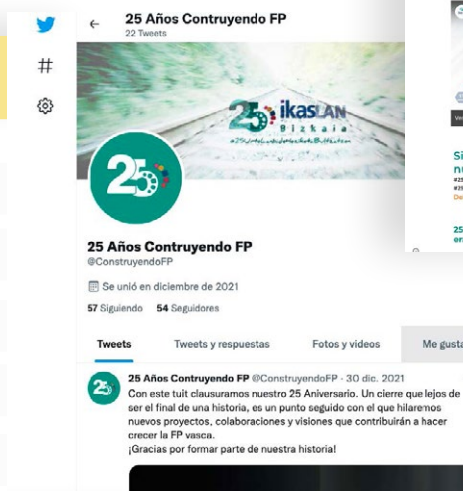 25 Años Contruyendo FP
22 Tweets
25
ikasLAN
Bizkaia
25
25 Años Contruyendo FP
@ConstruyendoFP
Se unió en diciembre de 2021
57 Siguiendo 54 Seguidores
Tweets Tweets y respuestas Fotos y videos Me gusta
25 Años Contruyendo FP @ConstruyendoFP - 30 dic. 2021
Con este tuit clausuramos nuestro 25 Aniversario. Un cierre que lejos de
ser el final de una historia, es un punto seguido con el que hilaremos
nuevos proyectos, colaboraciones y visiones que contribuirán a hacer
crecer la FP vasca.
¡Gracias por formar parte de nuestra historia!